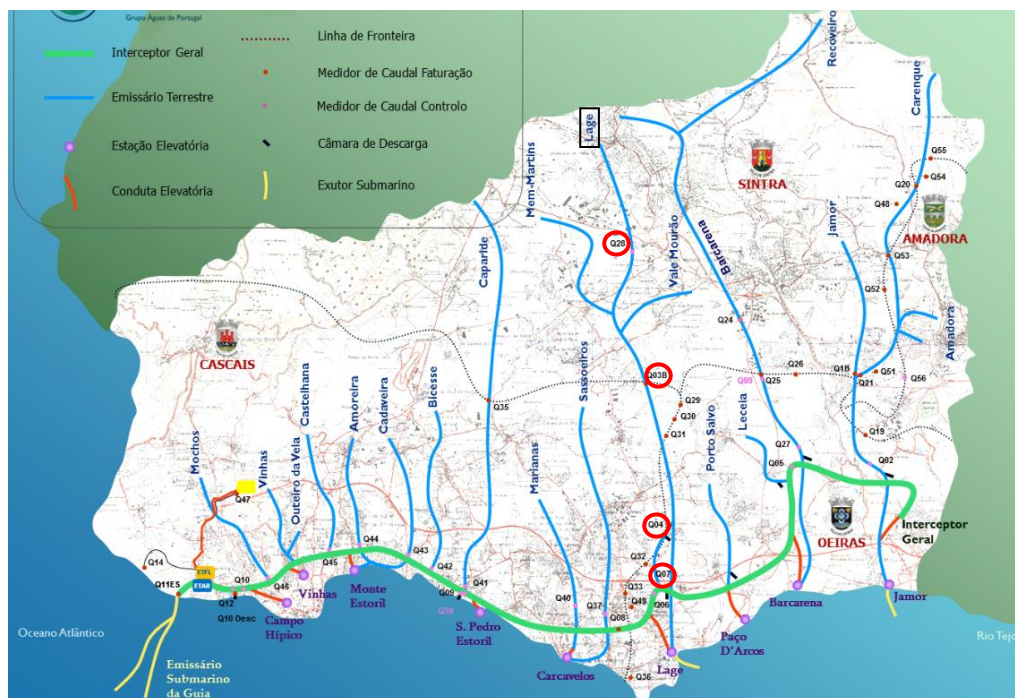 Grupo Águas de Portugal
Interceptor Geral
Emissário Terrestre
Estação Elevatória
Conduta Elevatória
Linha de Fronteira
Medidor de Caudal Faturação
Medidor de Caudal Controlo
Câmara de Descarga
Exutor Submarino
Recoveiro
Carenque
Lage
Mem-Martins
Caparide
Vale Mourão
Barcarena
Jamor
Amadora
SINTRA
AMADORA
CASCAIS
OEIRAS
Q55
Q54
Q20
Q48
Q28
Q53
Q52
Q24
Q03B
Q26
Q99
Q25
Q1B
Q51
Q21
Q56
Q35
Q29
Q30
Q31
Q19
Sassoeiros
Bicesse
Cadaveira
Amoreira
Castelhana
Outeiro da Vela
Vinhas
Mochos
Marianas
Porto Salvo
Leceia
Q27
Q05
Q02
Q47
Q04
Interceptor
Geral
Q44
Q43
Q45
Q42
Q32
Q14
ETFL
ETAR
Q11ES
Q10
Q46
Q41
Q09
Q33
Q07
Q12
Q10 Desc
Q40
Q37
Q49
Q06
Q08
Q36
Vinhas
Monte
Estoril
Campo
Hípico
S. Pedro
Estoril
Carcavelos
Lage
Paço
D'Arcos
Barcarena
Jamor
Oceano Atlântico
Rio Tejo
Emissário
Submarino
da Guia